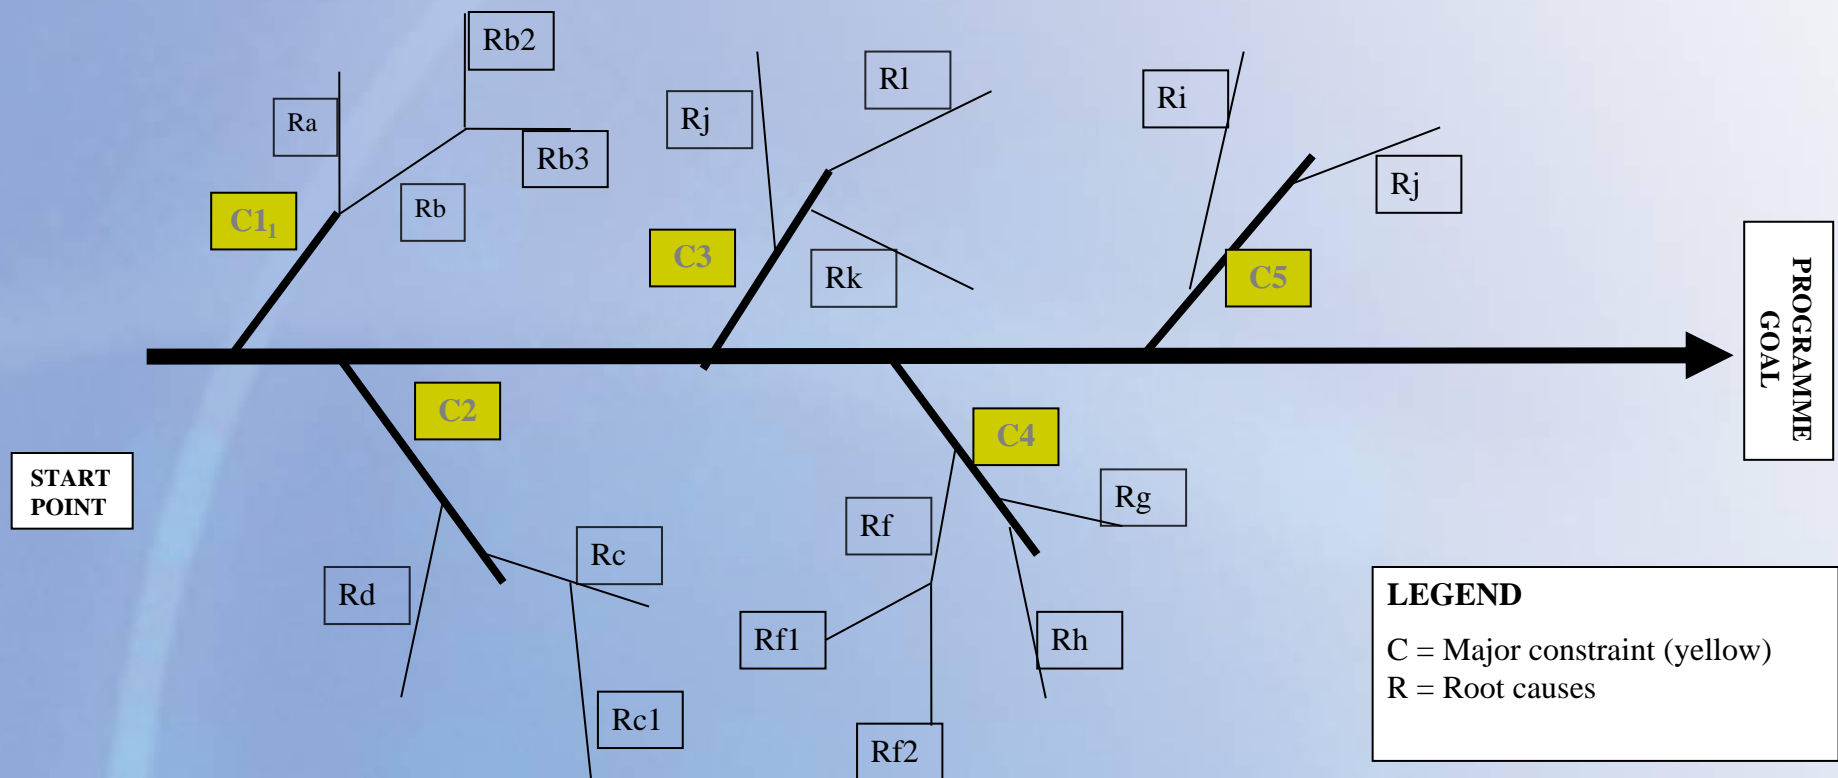 Rb2
Ra
Rb3
Rb
C1₁
Rj
Rl
Rk
C3
Ri
Rj
C5
PROGRAMME
GOAL
C2
C4
START
POINT
Rd
Rc
Rc1
Rf
Rg
Rf1
Rh
Rf2
LEGEND
C = Major constraint (yellow)
R = Root causes